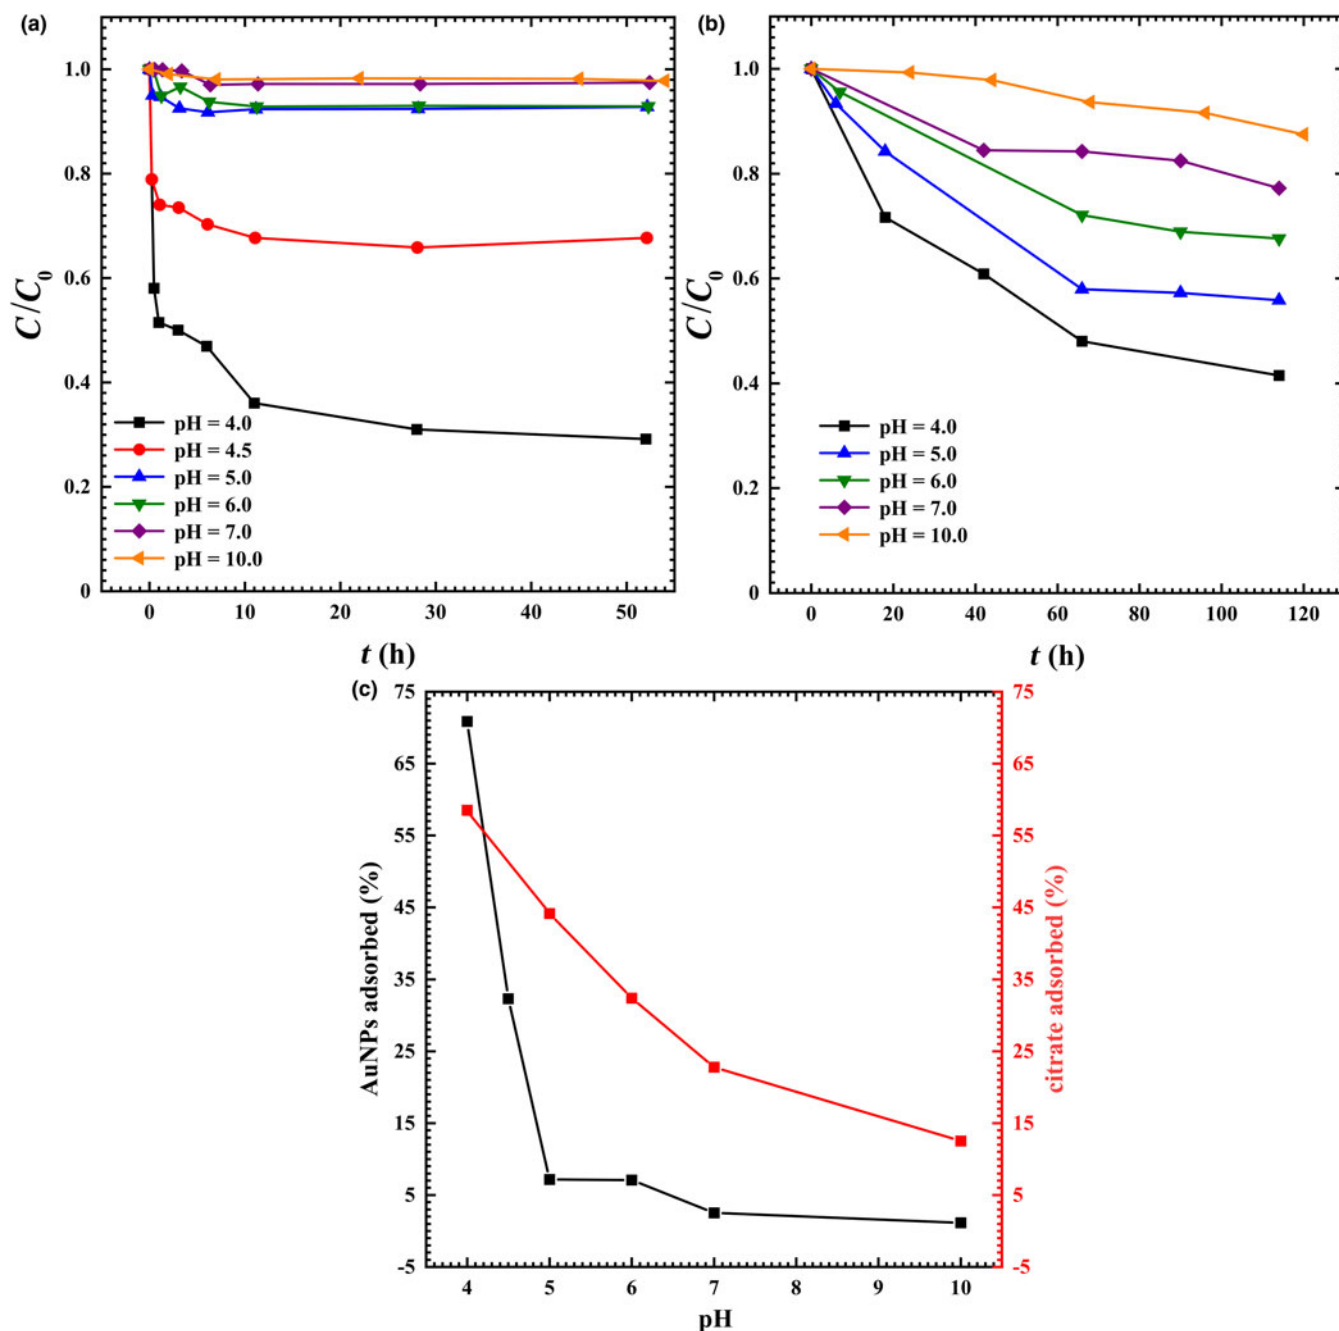 (a)
1.0
0.8
0.6
0.4
0.2
0
C/C0
pH = 4.0
pH = 4.5
pH = 5.0
pH = 6.0
pH = 7.0
pH = 10.0
0 10 20 30 40 50
t (h)
(b)
1.0
0.8
0.6
0.4
0.2
0
C/C0
pH = 4.0
pH = 5.0
pH = 6.0
pH = 7.0
pH = 10.0
0 20 40 60 80 100 120
t (h)
(c)
75
65
55
45
35
25
15
5
-5
AuNPs adsorbed (%)
75
65
55
45
35
25
15
5
-5
citrate adsorbed (%)
4 5 6 7 8 9 10
pH